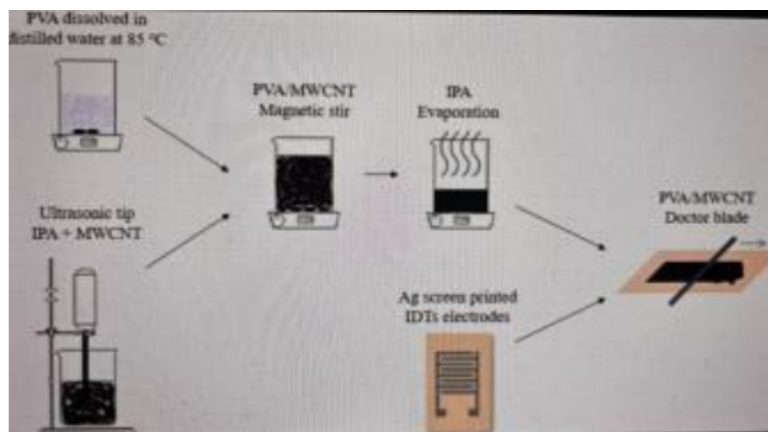 PVA dissolved in
distilled water at 85 °C
PVA/MWCNT
Magnetic stir
IPA
Evaporation
Ultrasonic tip
IPA + MWCNT
PVA/MWCNT
Doctor blade
Ag screen printed
IDTs electrodes